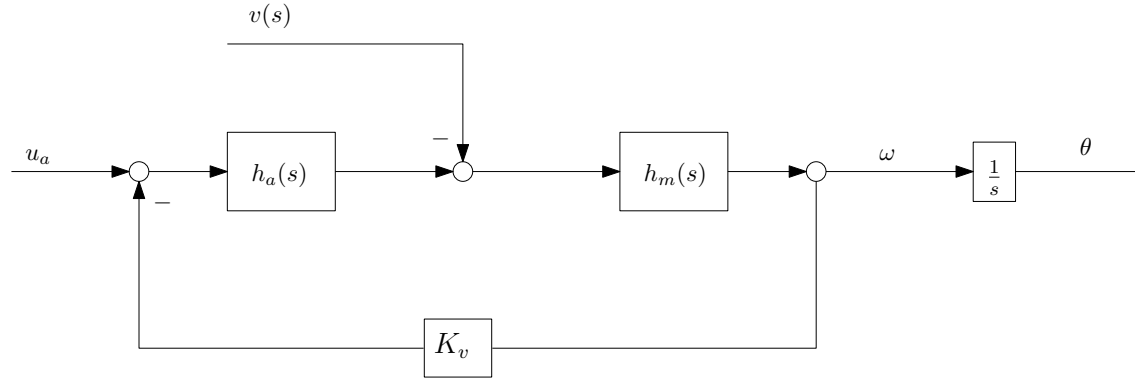 v(s)
−
u_a
h_a(s)
h_m(s)
ω
1/s
θ
−
K_v